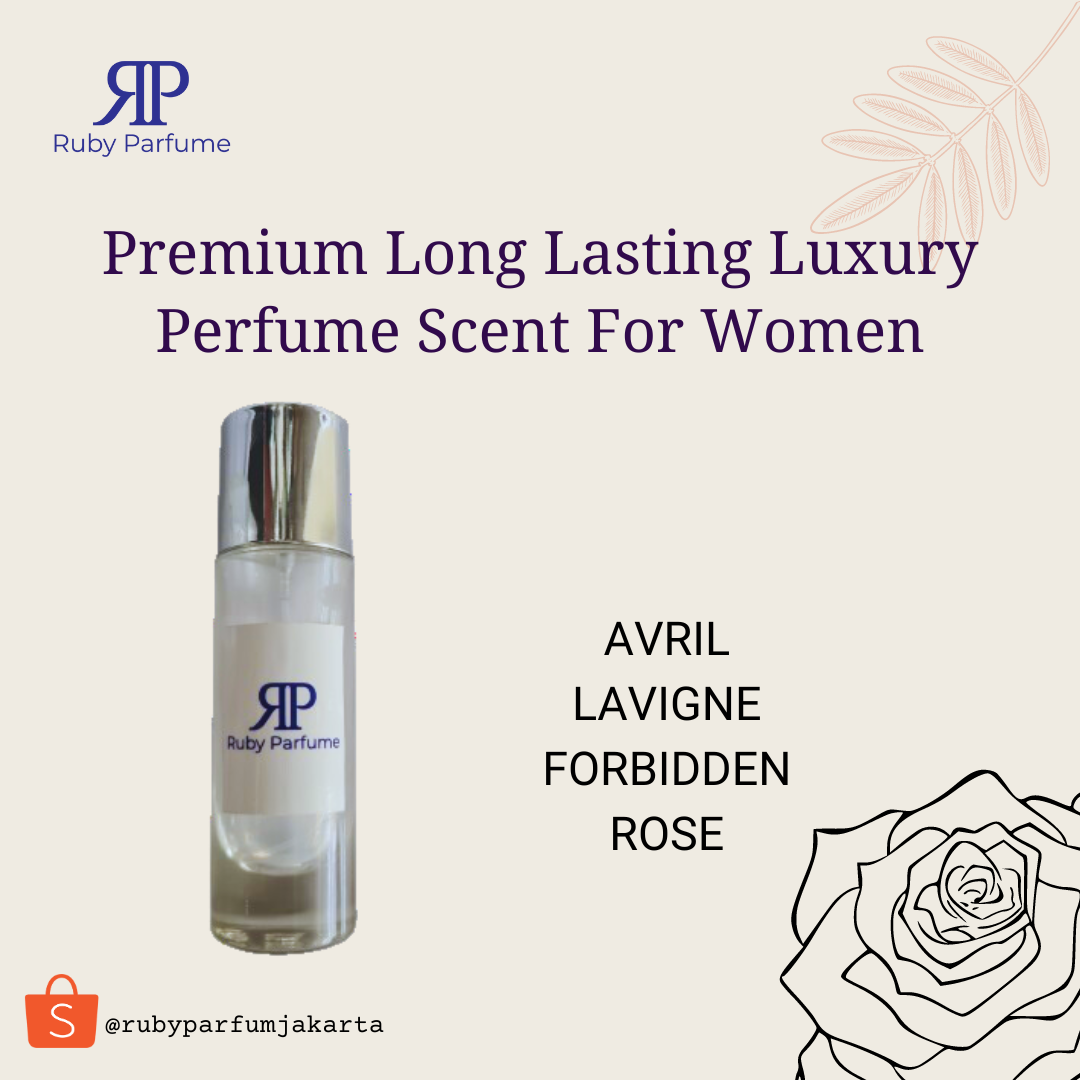 RP
Ruby Parfume
Premium Long Lasting Luxury
Perfume Scent For Women
RP
Ruby Parfume
AVRIL
LAVIGNE
FORBIDDEN
ROSE
S
@rubyparfumjakarta